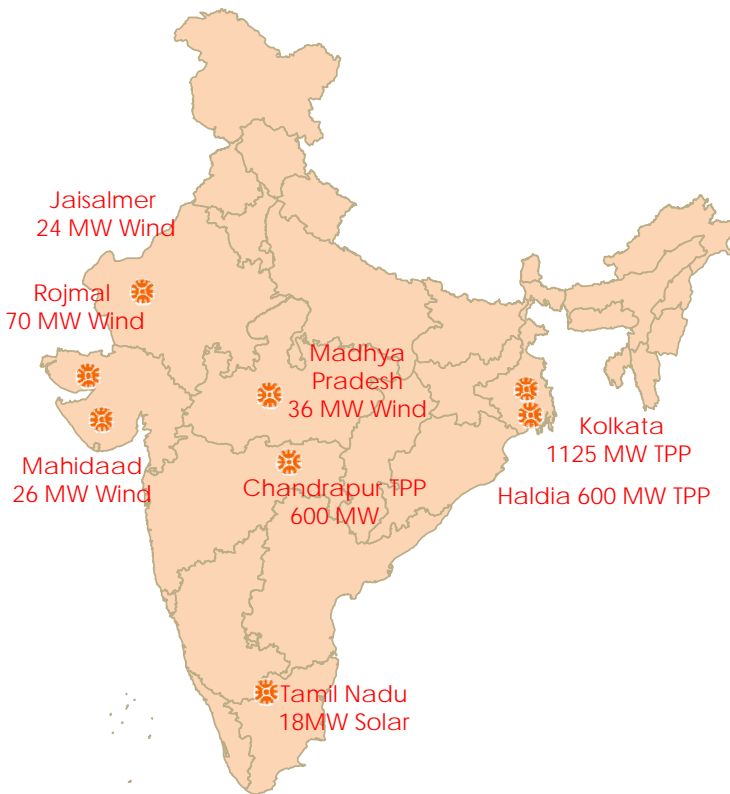 Jaisalmer
24 MW Wind
Rojmal
70 MW Wind
Madhya
Pradesh
36 MW Wind
Mahidaad
26 MW Wind
Chandrapur TPP
600 MW
Kolkata
1125 MW TPP
Haldia 600 MW TPP
Tamil Nadu
18MW Solar